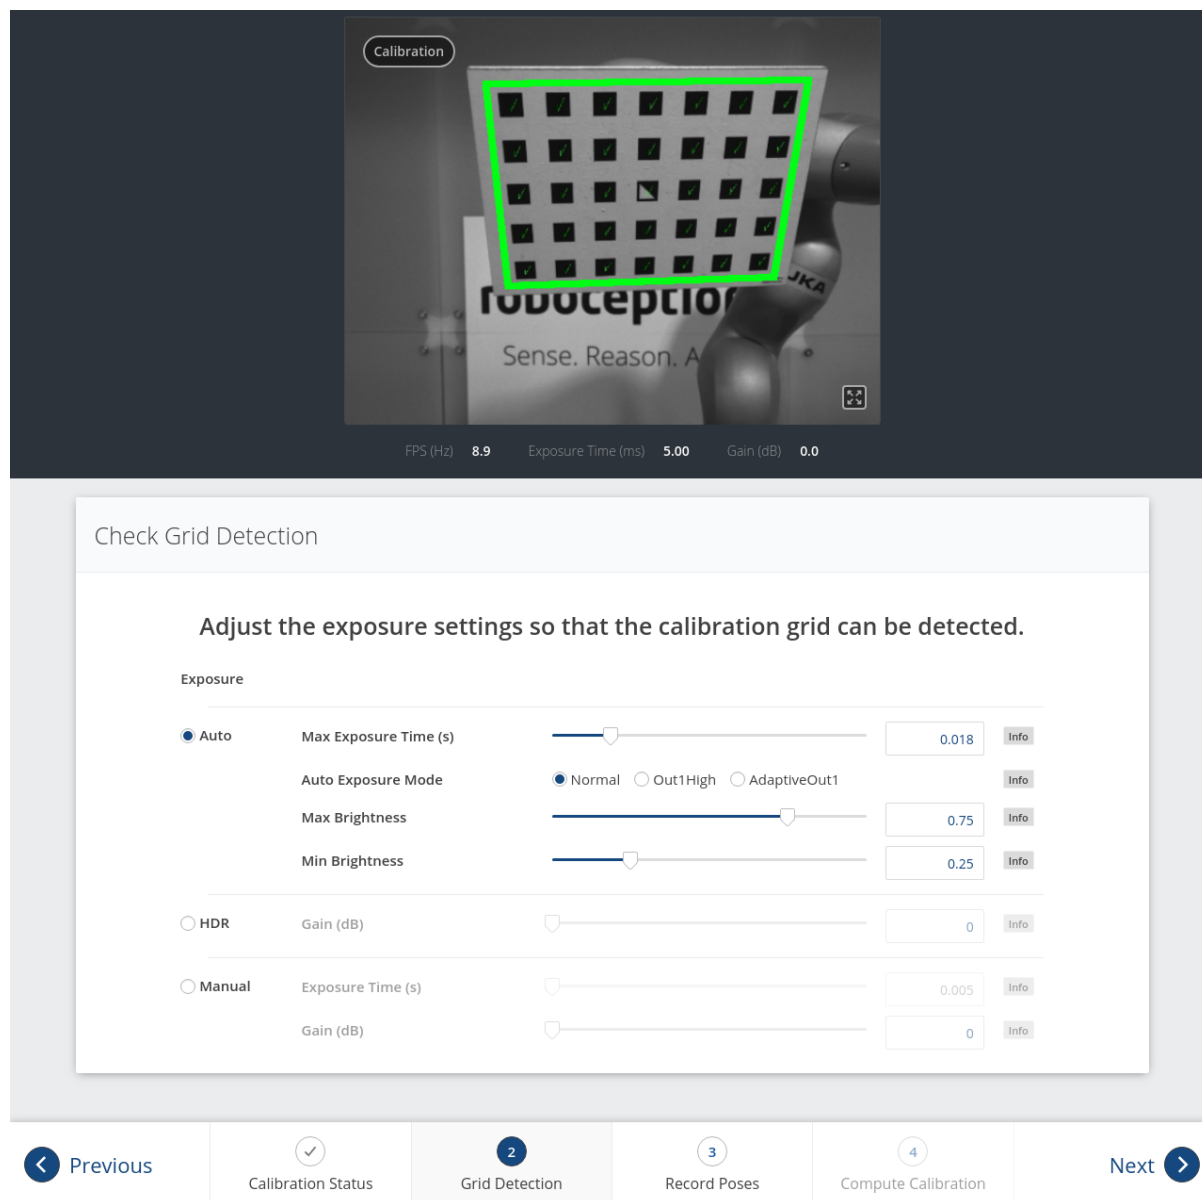 Calibration
roboception
Sense. Reason. A
UKA
FPS (Hz) 8.9 Exposure Time (ms) 5.00 Gain (dB) 0.0
Check Grid Detection
Adjust the exposure settings so that the calibration grid can be detected.
Exposure
Auto Max Exposure Time (s) 0.018 Info
Auto Exposure Mode Normal Out1High AdaptiveOut1 Info
Max Brightness 0.75 Info
Min Brightness 0.25 Info
HDR Gain (dB) 0 Info
Manual Exposure Time (s) 0.005 Info
Gain (dB) 0 Info
Previous
Calibration Status
2
Grid Detection
3
Record Poses
4
Compute Calibration
Next